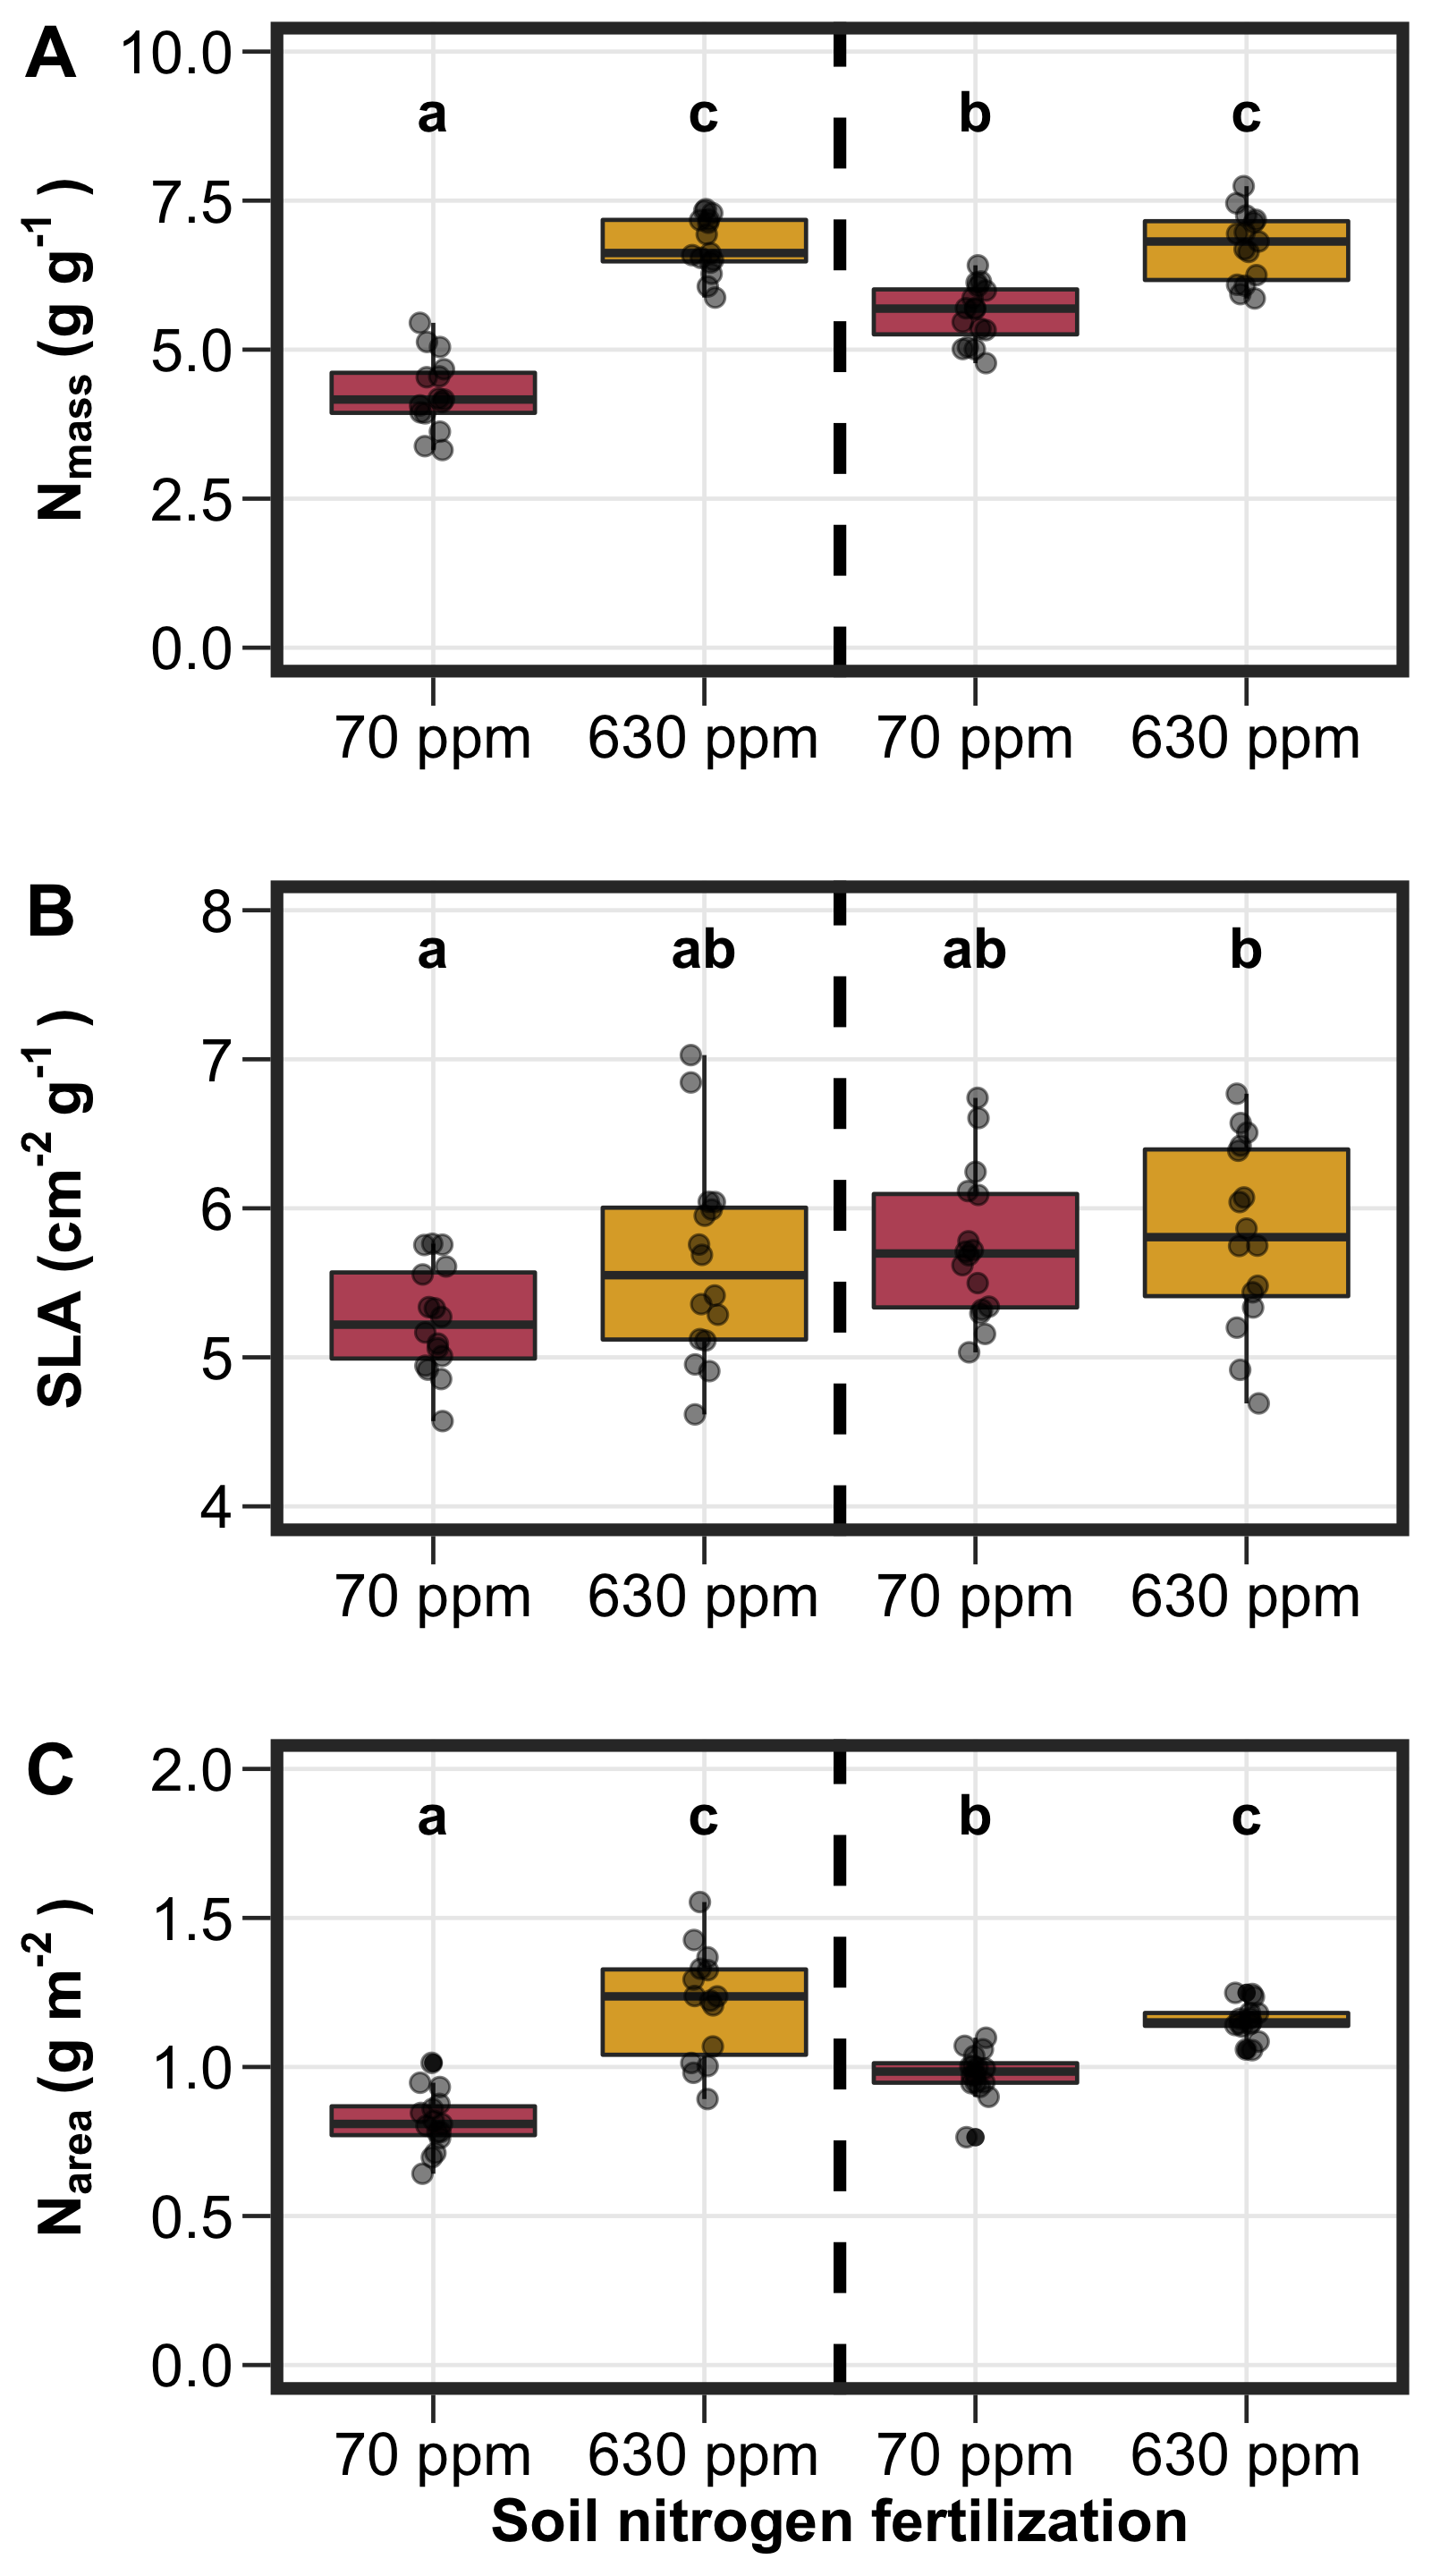 A
10.0
7.5
5.0
2.5
0.0
N_mass (g g^-1 )
a c b c
70 ppm 630 ppm 70 ppm 630 ppm
B
8
7
6
5
4
SLA (cm^-2 g^-1 )
a ab ab b
70 ppm 630 ppm 70 ppm 630 ppm
C
2.0
1.5
1.0
0.5
0.0
N_area (g m^-2 )
a c b c
70 ppm 630 ppm 70 ppm 630 ppm
Soil nitrogen fertilization